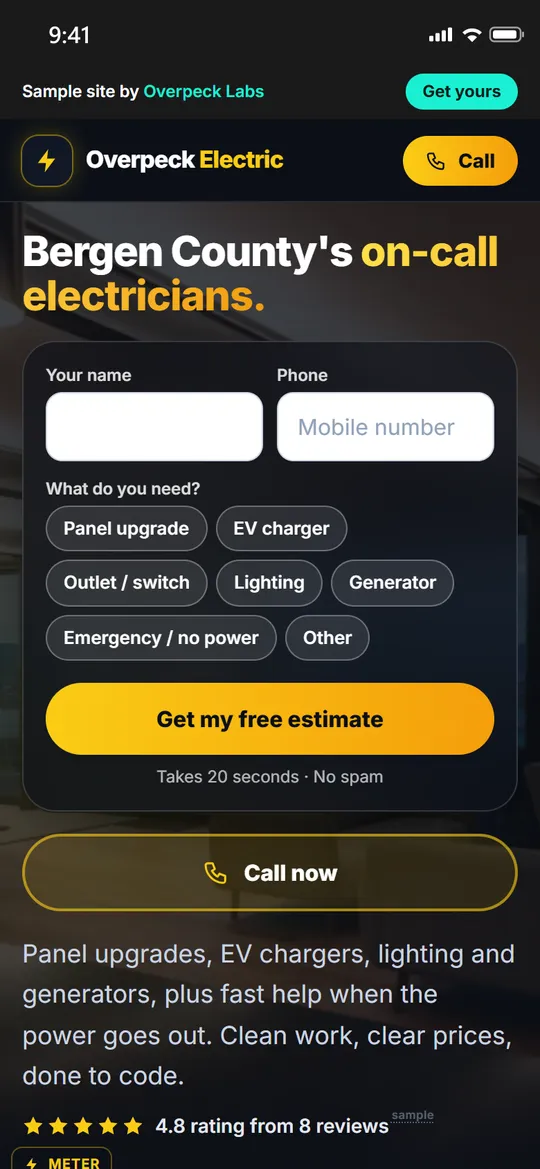 9:41
Sample site by Overpeck Labs
Get yours
Overpeck Electric
Call
Bergen County's on-call
electricians.
Your name
Phone
Mobile number
What do you need?
Panel upgrade
EV charger
Outlet / switch
Lighting
Generator
Emergency / no power
Other
Get my free estimate
Takes 20 seconds · No spam
Call now
Panel upgrades, EV chargers, lighting and
generators, plus fast help when the
power goes out. Clean work, clear prices,
done to code.
4.8 rating from 8 reviews sample
METER